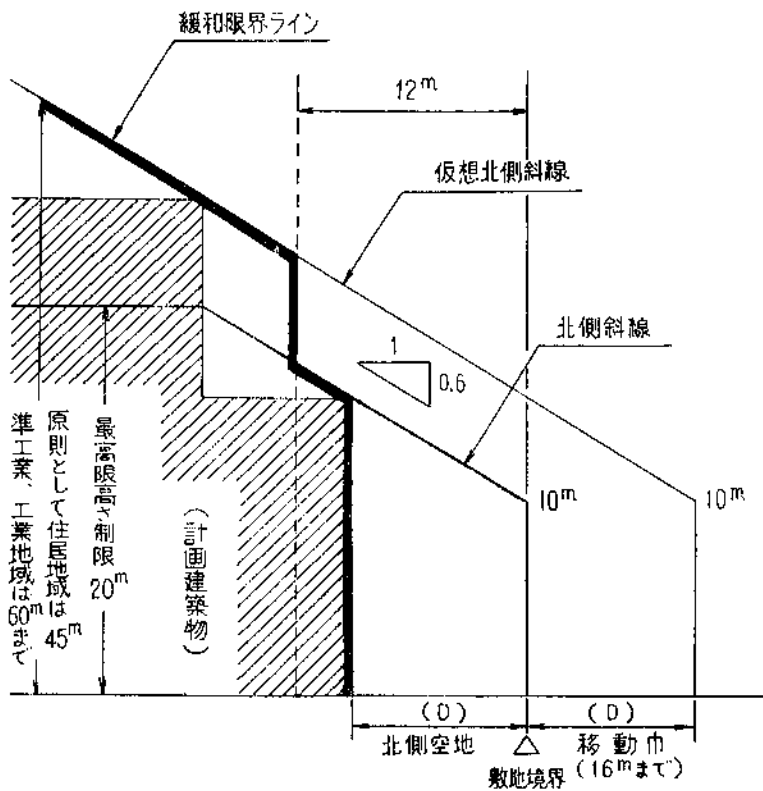 緩和限界ライン
12m
仮想北側斜線
北側斜線
1
0.6
10m
10m
最高限高さ制限20m
原則として住居地域は45m
準工業、工業地域は60mまで
(計画建築物)
(D)
(D)
北側空地
移動巾
(16mまで)
敷地境界